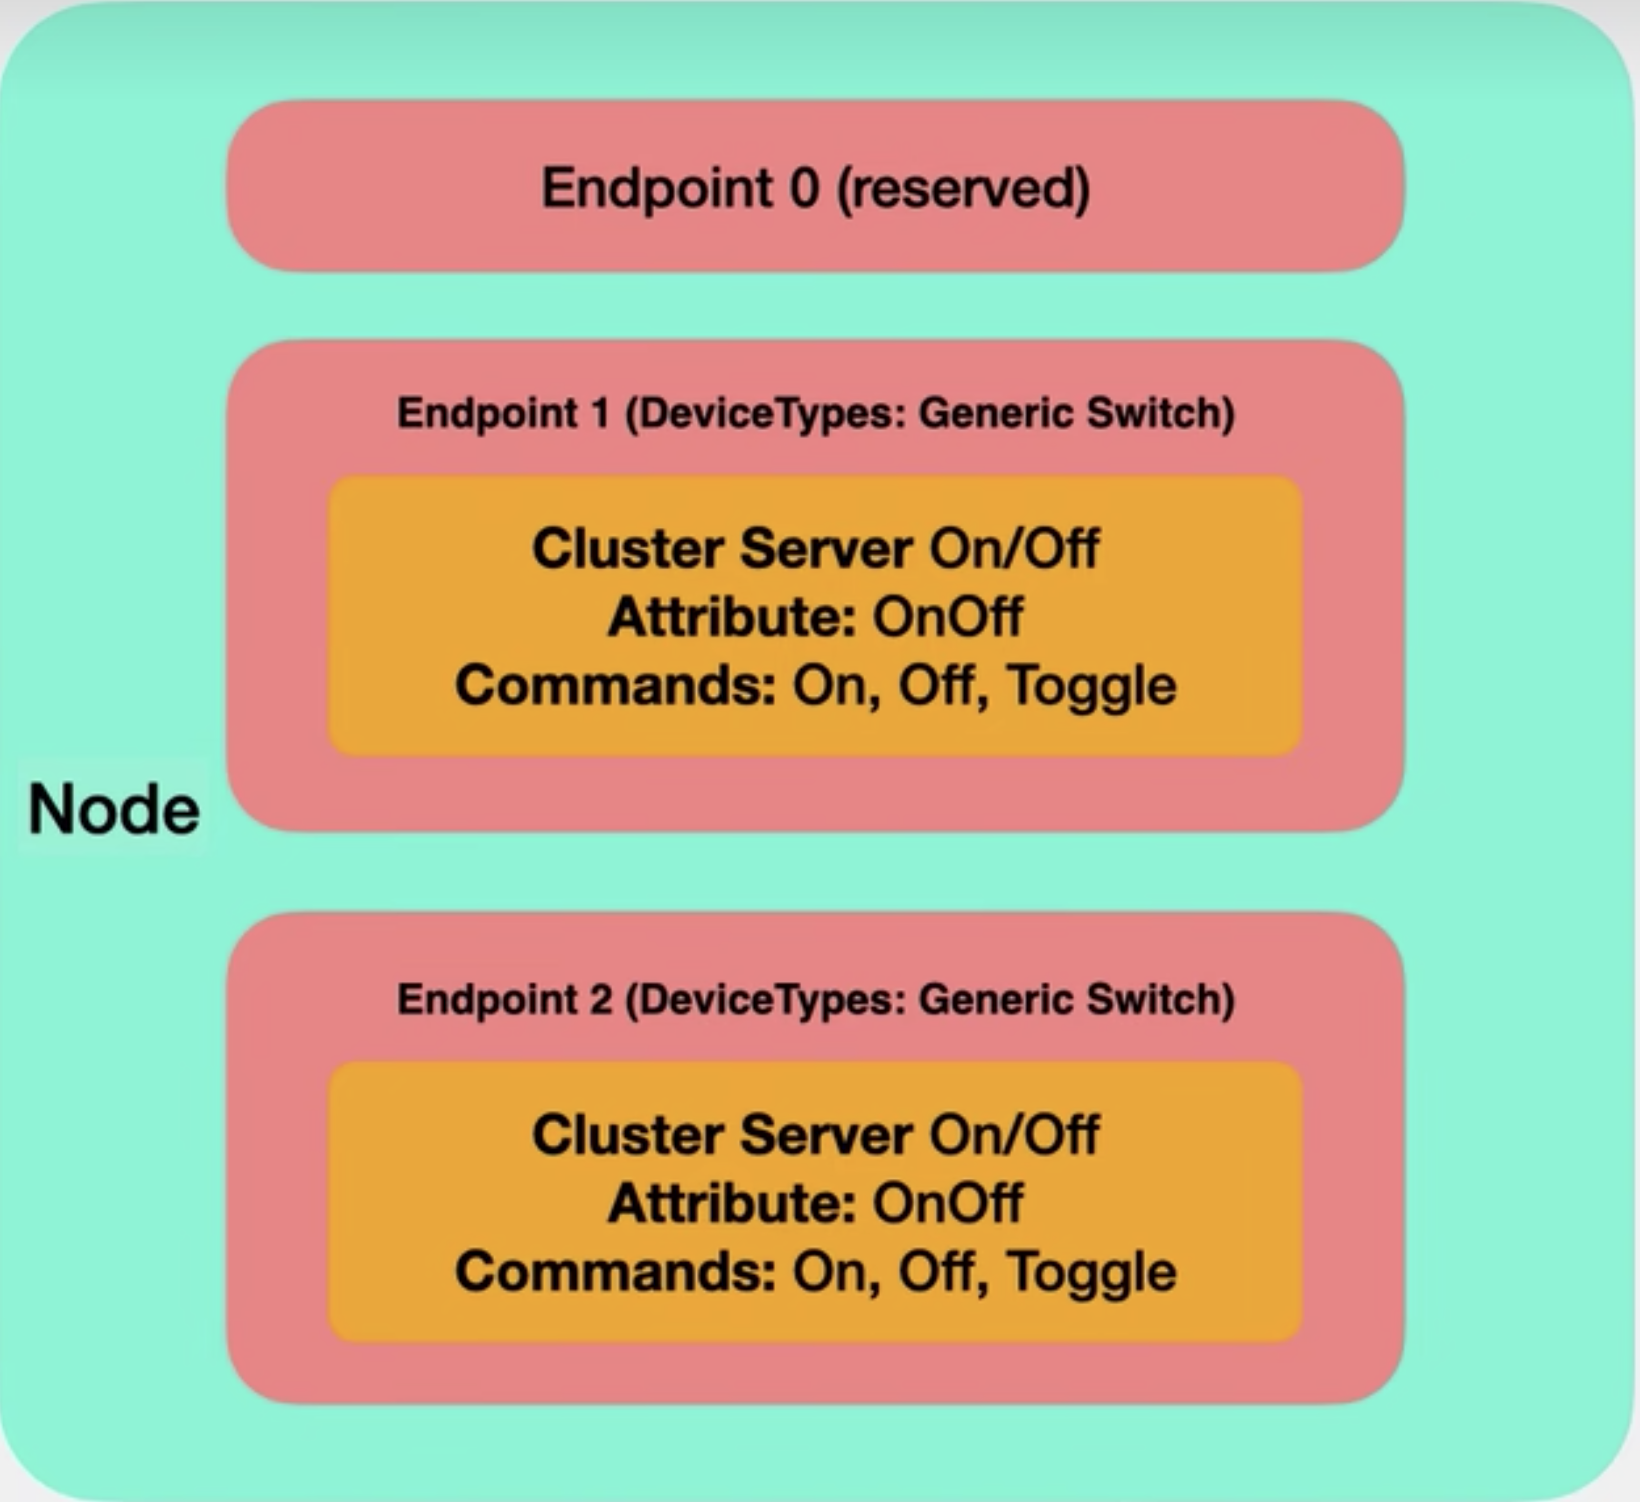 Endpoint 0 (reserved)
Endpoint 1 (DeviceTypes: Generic Switch)
Cluster Server On/Off
Attribute: OnOff
Commands: On, Off, Toggle
Node
Endpoint 2 (DeviceTypes: Generic Switch)
Cluster Server On/Off
Attribute: OnOff
Commands: On, Off, Toggle